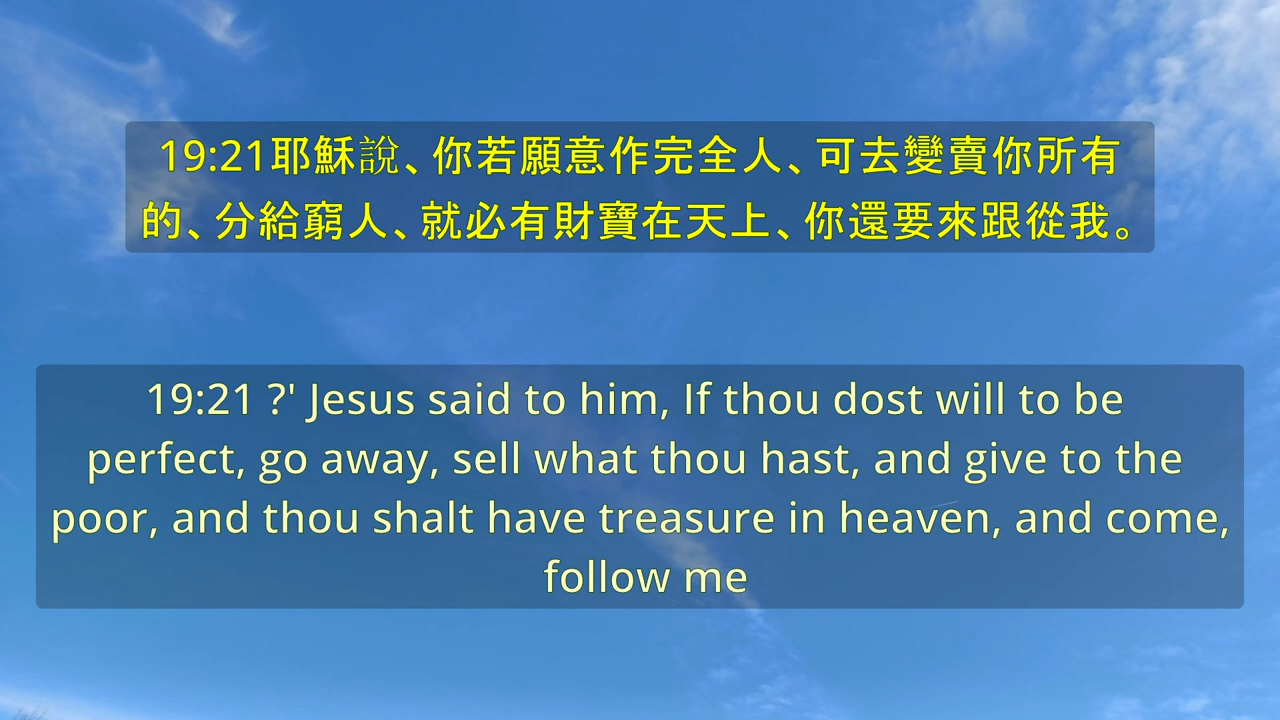 19:21耶穌說、你若願意作完全人、可去變賣你所有
的、分給窮人、就必有財寶在天上、你還要來跟從我。
19:21 ?' Jesus said to him, If thou dost will to be
perfect, go away, sell what thou hast, and give to the
poor, and thou shalt have treasure in heaven, and come,
follow me